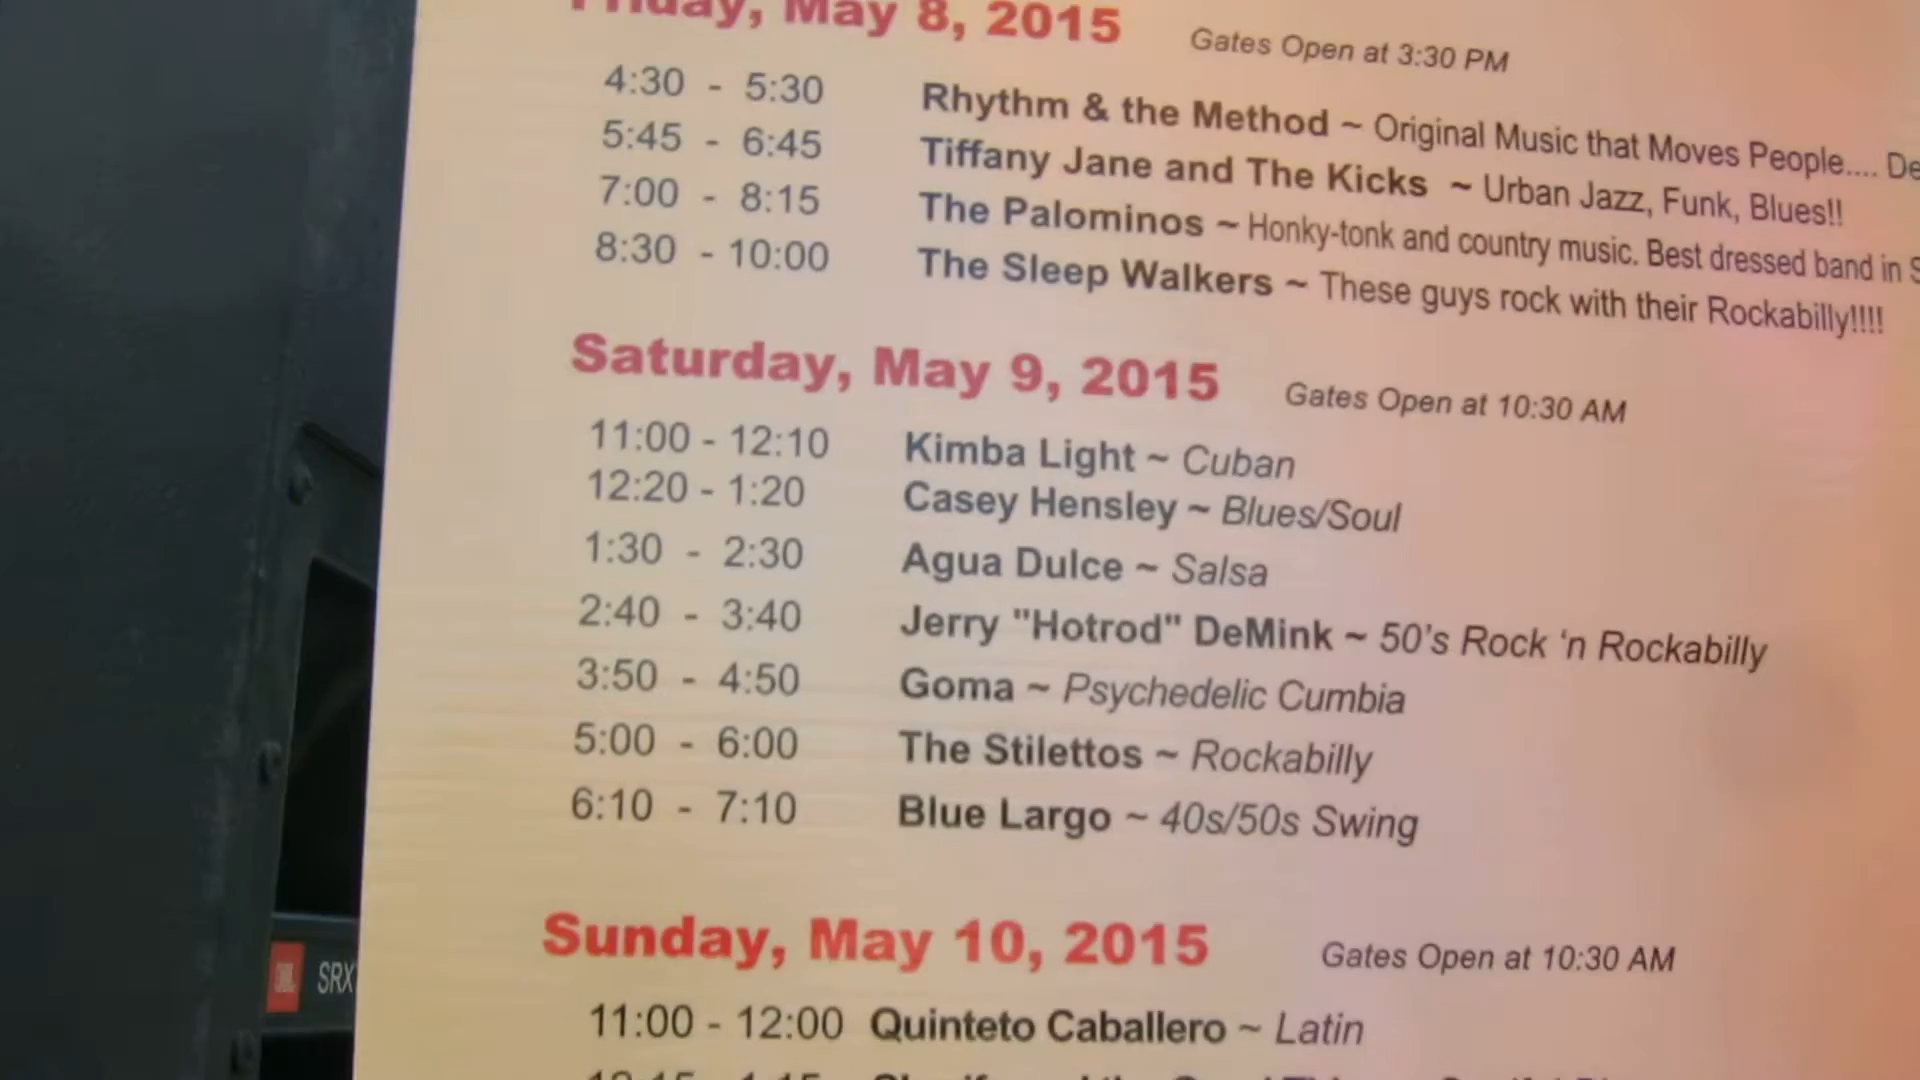 Friday, May 8, 2015 Gates Open at 3:30 PM
4:30 - 5:30 Rhythm & the Method ~ Original Music that Moves People....
5:45 - 6:45 Tiffany Jane and The Kicks ~ Urban Jazz, Funk, Blues!!
7:00 - 8:15 The Palominos ~ Honky-tonk and country music. Best dressed band in
8:30 - 10:00 The Sleep Walkers ~ These guys rock with their Rockabilly!!!!
Saturday, May 9, 2015 Gates Open at 10:30 AM
11:00 - 12:10 Kimba Light ~ Cuban
12:20 - 1:20 Casey Hensley ~ Blues/Soul
1:30 - 2:30 Agua Dulce ~ Salsa
2:40 - 3:40 Jerry "Hotrod" DeMink ~ 50's Rock ‘n Rockabilly
3:50 - 4:50 Goma ~ Psychedelic Cumbia
5:00 - 6:00 The Stilettos ~ Rockabilly
6:10 - 7:10 Blue Largo ~ 40s/50s Swing
Sunday, May 10, 2015 Gates Open at 10:30 AM
11:00 - 12:00 Quinteto Caballero ~ Latin
JBL SRX